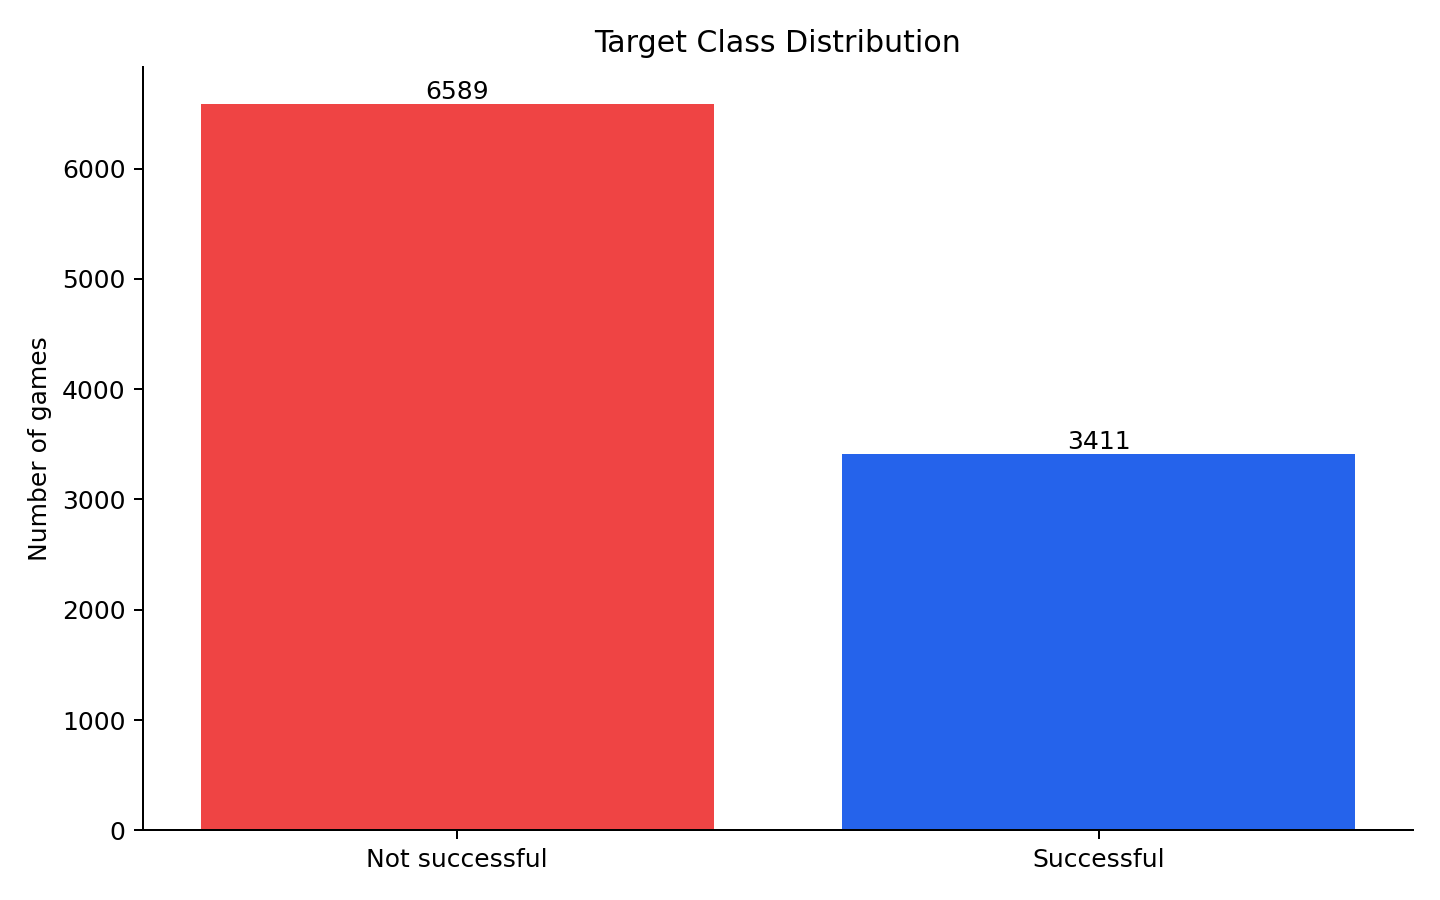 Target Class Distribution
6589
3411
6000
5000
4000
3000
2000
1000
0
Number of games
Not successful
Successful